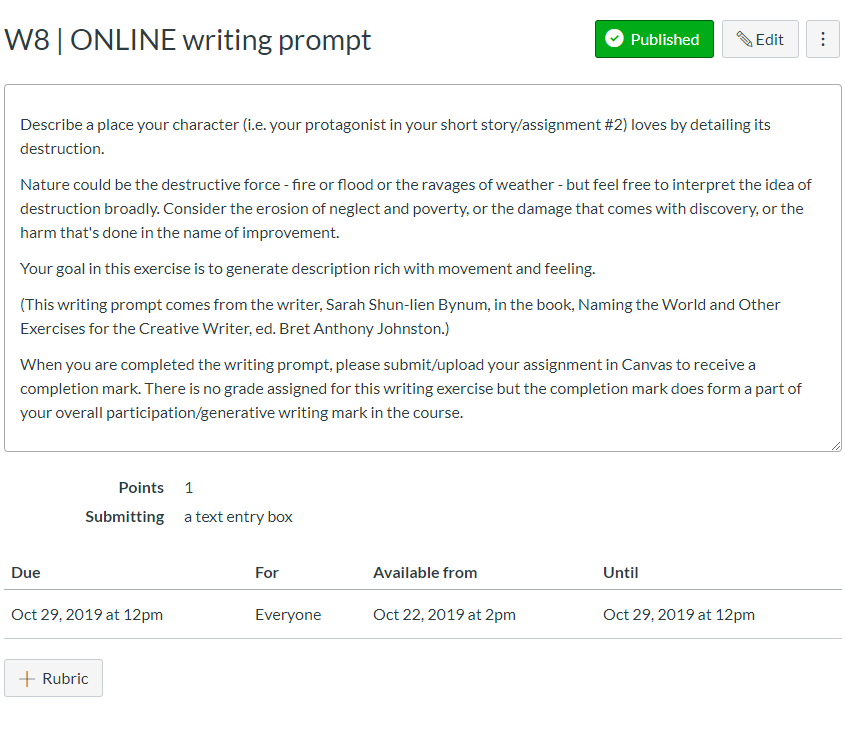 W8 | ONLINE writing prompt
Published
Edit
Describe a place your character (i.e. your protagonist in your short story/assignment #2) loves by detailing its
destruction.
Nature could be the destructive force - fire or flood or the ravages of weather - but feel free to interpret the idea of
destruction broadly. Consider the erosion of neglect and poverty, or the damage that comes with discovery, or the
harm that's done in the name of improvement.
Your goal in this exercise is to generate description rich with movement and feeling.
(This writing prompt comes from the writer, Sarah Shun-lien Bynum, in the book, Naming the World and Other
Exercises for the Creative Writer, ed. Bret Anthony Johnston.)
When you are completed the writing prompt, please submit/upload your assignment in Canvas to receive a
completion mark. There is no grade assigned for this writing exercise but the completion mark does form a part of
your overall participation/generative writing mark in the course.
Points 1
Submitting a text entry box
Due For Available from Until
Oct 29, 2019 at 12pm Everyone Oct 22, 2019 at 2pm Oct 29, 2019 at 12pm
+ Rubric